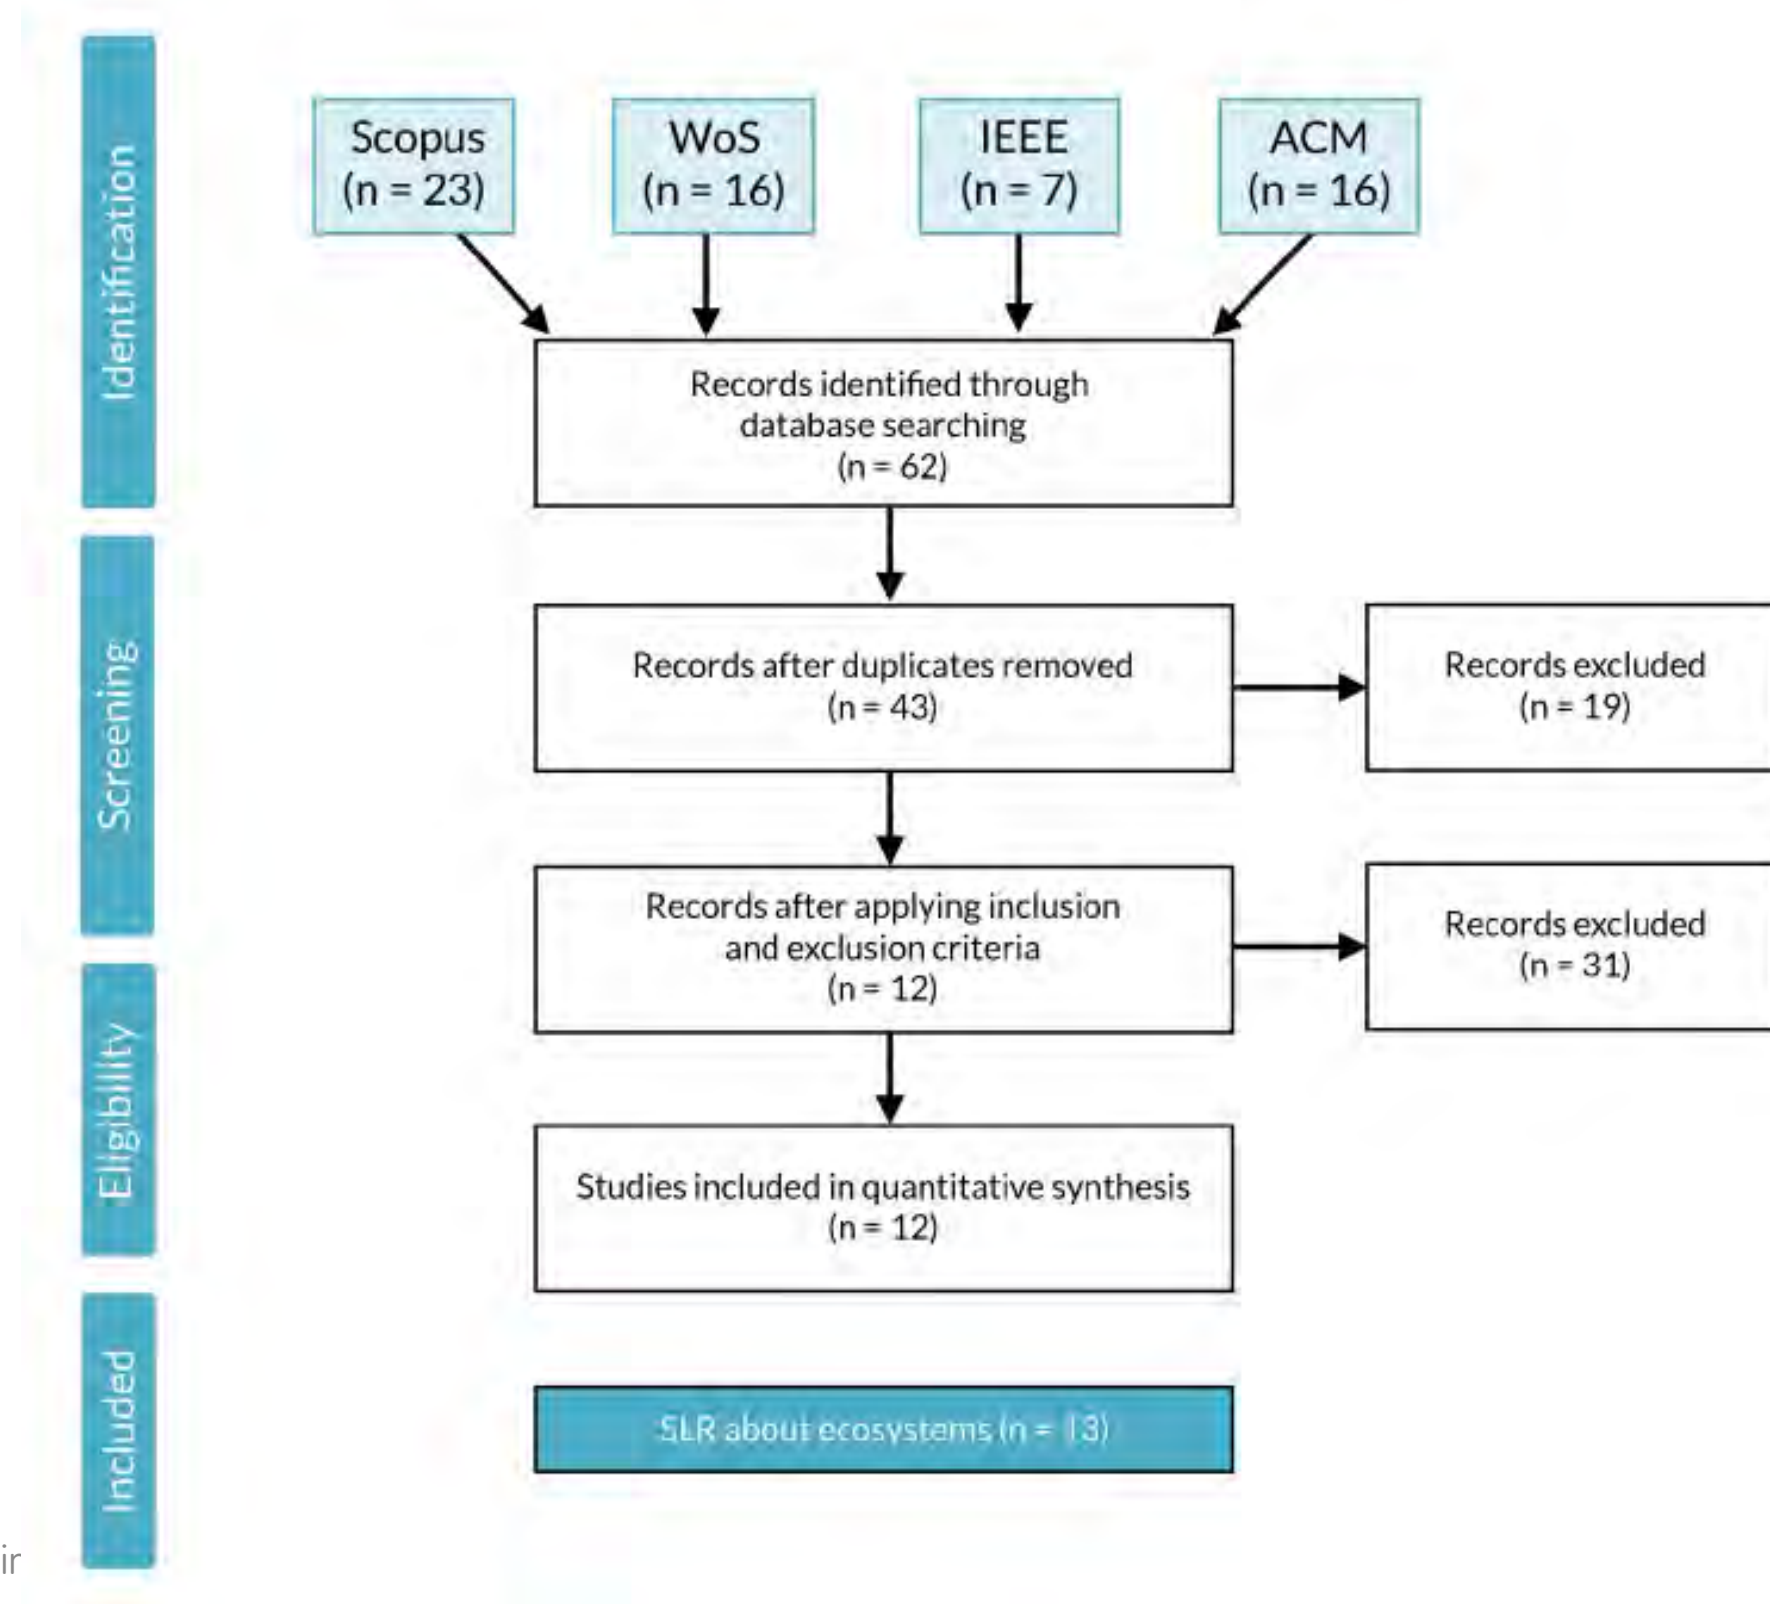 Identification
Scopus
(n = 23)
WoS
(n = 16)
IEEE
(n = 7)
ACM
(n = 16)
Records identified through
database searching
(n = 62)
Screening
Records after duplicates removed
(n = 43)
Records excluded
(n = 19)
Records after applying inclusion
and exclusion criteria
(n = 12)
Records excluded
(n = 31)
Eligibility
Studies included in quantitative synthesis
(n = 12)
Included
SLR about ecosystems (n = 13)
ir